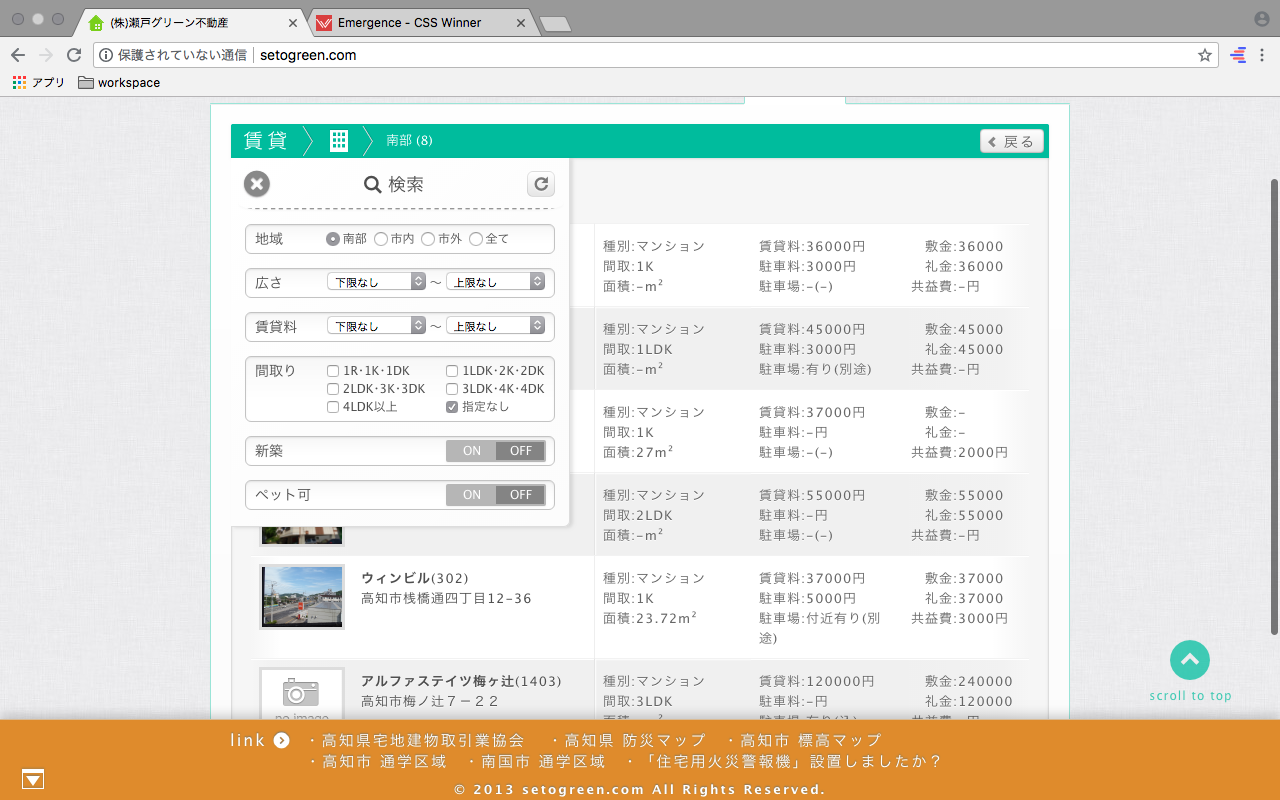 (株)瀬戸グリーン不動産
Emergence - CSS Winner
保護されていない通信
setogreen.com
アプリ
workspace
賃貸
南部 (8)
戻る
検索
地域 南部 市内 市外 全て
広さ 下限なし ～ 上限なし
賃貸料 下限なし ～ 上限なし
間取り 1R･1K･1DK 1LDK･2K･2DK
2LDK･3K･3DK 3LDK･4K･4DK
4LDK以上 指定なし
新築 ON OFF
ペット可 ON OFF
種別:マンション 賃貸料:36000円 敷金:36000
間取:1K 駐車料:3000円 礼金:36000
面積:−m² 駐車場:−(−) 共益費:−円
種別:マンション 賃貸料:45000円 敷金:45000
間取:1LDK 駐車料:3000円 礼金:45000
面積:−m² 駐車場:有り(別途) 共益費:−円
種別:マンション 賃貸料:37000円 敷金:−
間取:1K 駐車料:−円 礼金:−
面積:27m² 駐車場:−(−) 共益費:2000円
種別:マンション 賃貸料:55000円 敷金:55000
間取:2LDK 駐車料:−円 礼金:55000
面積:−m² 駐車場:−(−) 共益費:−円
ウィンビル(302)
高知市桟橋通四丁目12−36
種別:マンション 賃貸料:37000円 敷金:37000
間取:1K 駐車料:5000円 礼金:37000
面積:23.72m² 駐車場:付近有り(別
途) 共益費:3000円
アルファステイツ梅ヶ辻(1403)
高知市梅ノ辻７－２２
no image
種別:マンション 賃貸料:120000円 敷金:240000
間取:3LDK 駐車料:−円 礼金:120000
scroll to top
link ・高知県宅地建物取引業協会 ・高知県 防災マップ ・高知市 標高マップ
・高知市 通学区域 ・南国市 通学区域 ・「住宅用火災警報機」設置しましたか？
© 2013 setogreen.com All Rights Reserved.